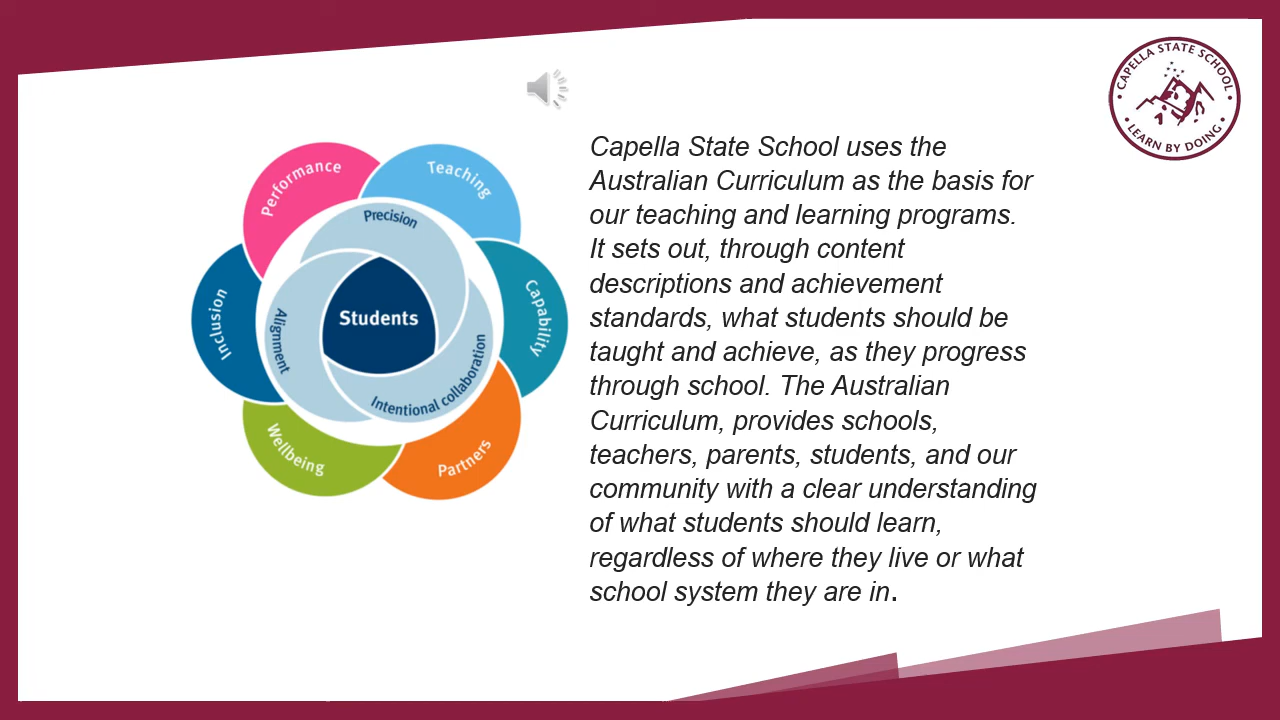 CAPELLA STATE SCHOOL
LEARN BY DOING
Performance
Teaching
Precision
Inclusion
Alignment
Students
Capability
Intentional collaboration
Wellbeing
Partners
Capella State School uses the
Australian Curriculum as the basis for
our teaching and learning programs.
It sets out, through content
descriptions and achievement
standards, what students should be
taught and achieve, as they progress
through school. The Australian
Curriculum, provides schools,
teachers, parents, students, and our
community with a clear understanding
of what students should learn,
regardless of where they live or what
school system they are in.